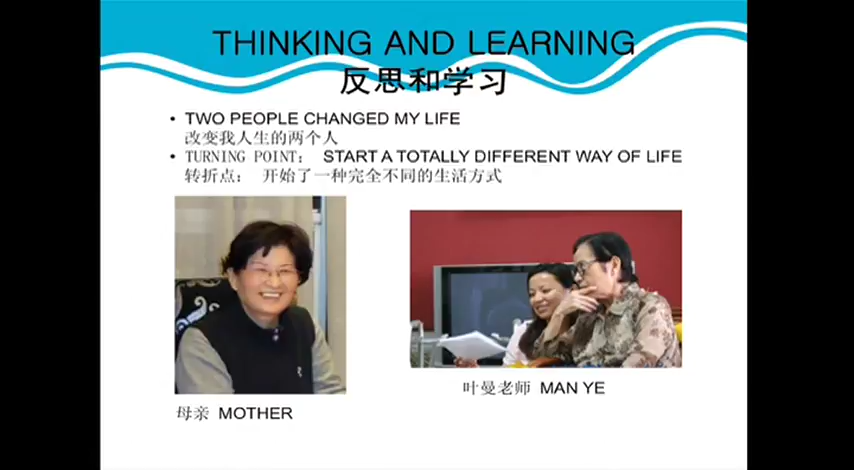 THINKING AND LEARNING
反思和学习
• TWO PEOPLE CHANGED MY LIFE
改变我人生的两个人
• TURNING POINT： START A TOTALLY DIFFERENT WAY OF LIFE
转折点： 开始了一种完全不同的生活方式
母亲 MOTHER
叶曼老师 MAN YE